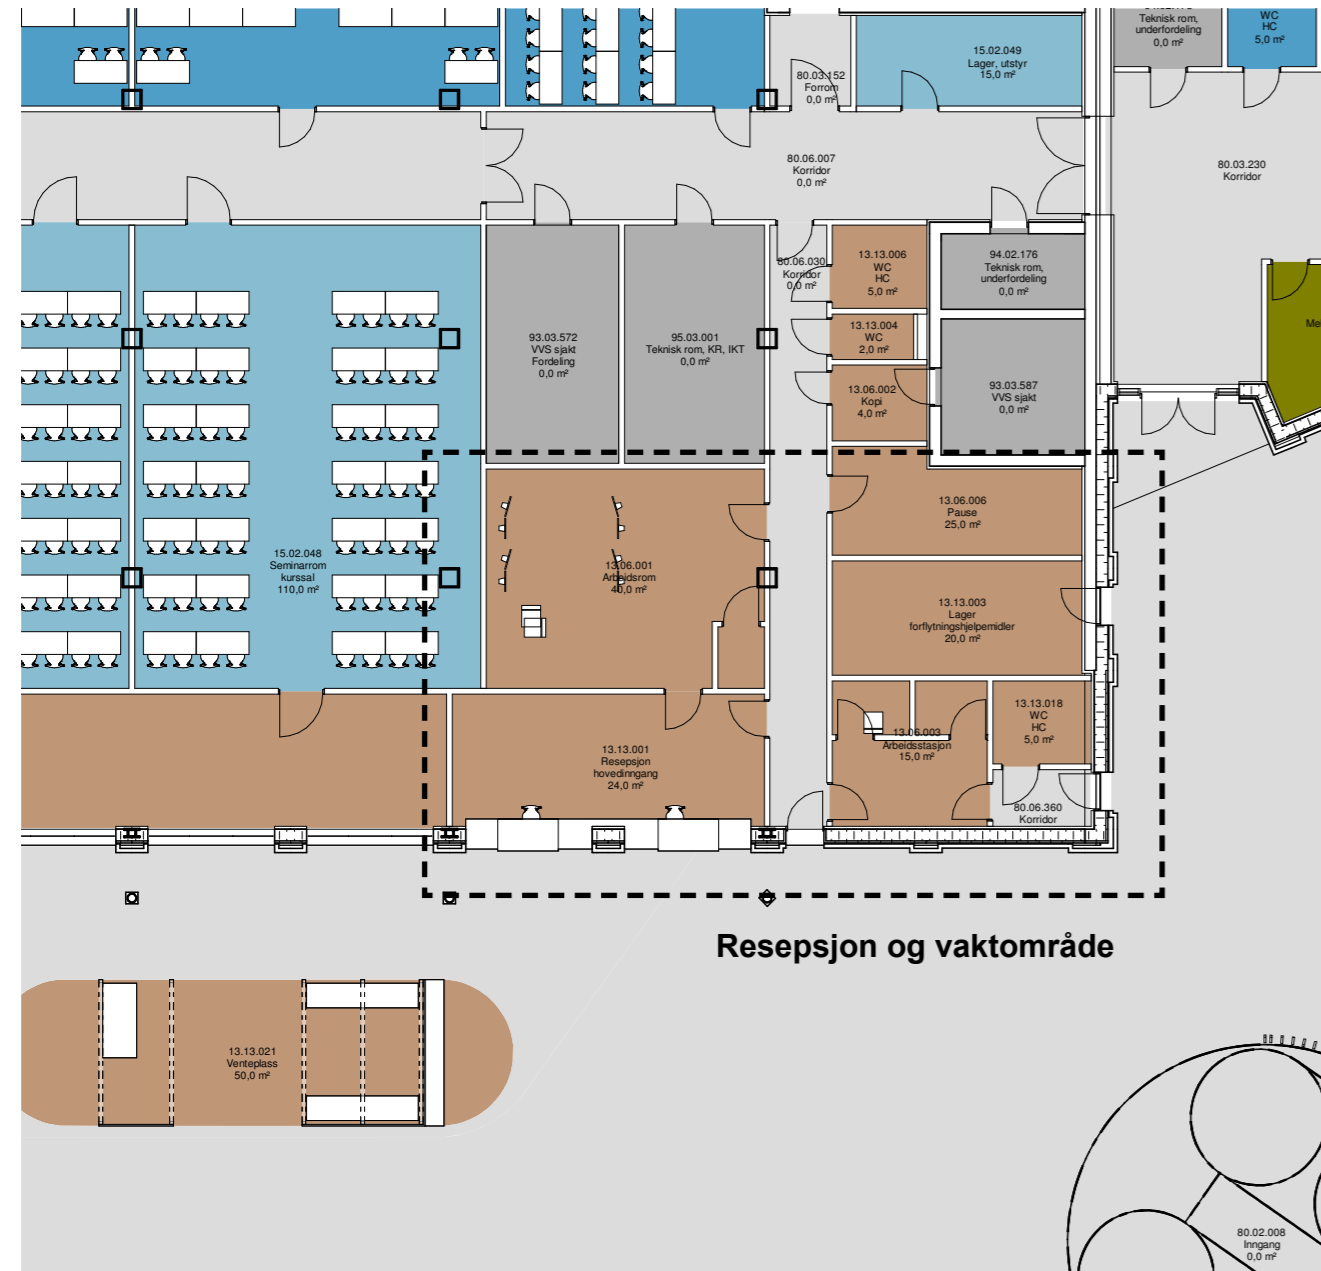 Teknisk rom,
underfordeling
0,0 m²
WC
HC
5,0 m²
15.02.049
Lager, utstyr
15,0 m²
80.03.152
Forrom
0,0 m²
80.06.007
Korridor
0,0 m²
80.03.230
Korridor
80.06.030
Korridor
0,0 m²
13.13.006
WC
HC
5,0 m²
94.02.176
Teknisk rom,
underfordeling
0,0 m²
13.13.004
WC
2,0 m²
93.03.572
VVS sjakt
Fordeling
0,0 m²
95.03.001
Teknisk rom, KR, IKT
0,0 m²
13.06.002
Kopi
4,0 m²
93.03.587
VVS sjakt
0,0 m²
13.06.006
Pause
25,0 m²
15.02.048
Seminarrom
kurssal
110,0 m²
13.06.001
Arbeidsrom
40,0 m²
13.13.003
Lager
forflytningshjelpemidler
20,0 m²
13.13.018
WC
HC
5,0 m²
13.13.001
Resepsjon
hovedinngang
24,0 m²
13.06.003
Arbeidsstasjon
15,0 m²
80.06.360
Korridor
Resepsjon og vaktområde
13.13.021
Venteplass
50,0 m²
80.02.008
Inngang
0,0 m²